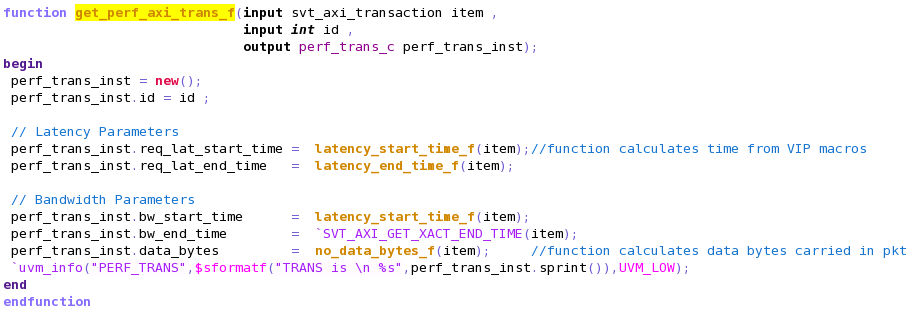 function get_perf_axi_trans_f(input svt_axi_transaction item ,
                              input int id ,
                              output perf_trans_c perf_trans_inst);
begin
 perf_trans_inst = new();
 perf_trans_inst.id = id ;

 // Latency Parameters
 perf_trans_inst.req_lat_start_time =  latency_start_time_f(item);//function calculates time from VIP macros
 perf_trans_inst.req_lat_end_time   =  latency_end_time_f(item);

 // Bandwidth Parameters
 perf_trans_inst.bw_start_time      =  latency_start_time_f(item);
 perf_trans_inst.bw_end_time        =  `SVT_AXI_GET_XACT_END_TIME(item);
 perf_trans_inst.data_bytes         =  no_data_bytes_f(item);     //function calculates data bytes carried in pkt
 `uvm_info("PERF_TRANS",$sformatf("TRANS is \n %s",perf_trans_inst.sprint()),UVM_LOW);
end
endfunction